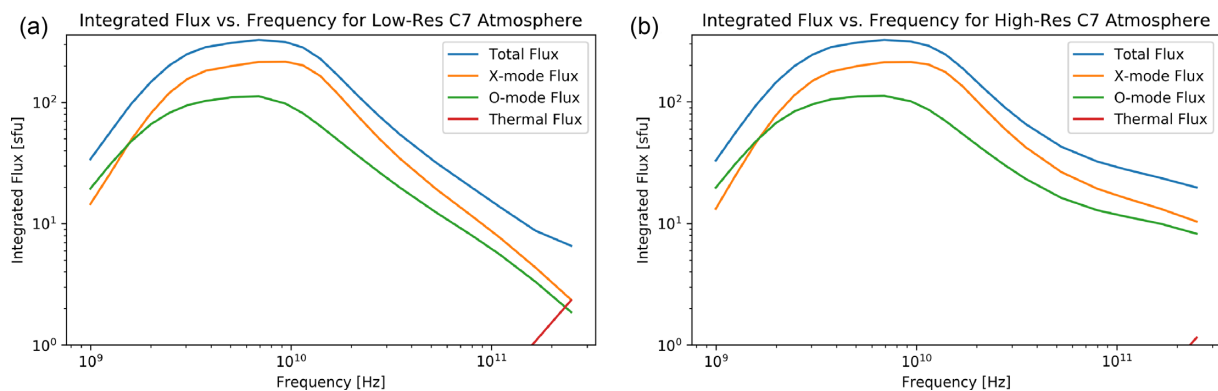 (a)
Integrated Flux vs. Frequency for Low-Res C7 Atmosphere
Total Flux
X-mode Flux
O-mode Flux
Thermal Flux
Integrated Flux [sfu]
10²
10¹
10⁰
10⁹
10¹⁰
10¹¹
Frequency [Hz]
(b)
Integrated Flux vs. Frequency for High-Res C7 Atmosphere
Total Flux
X-mode Flux
O-mode Flux
Thermal Flux
Integrated Flux [sfu]
10²
10¹
10⁰
10⁹
10¹⁰
10¹¹
Frequency [Hz]